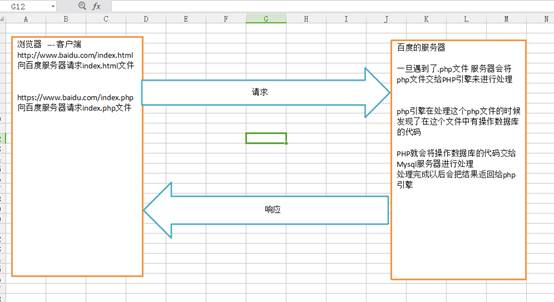 G12
fx
A B C D E F G H I J K L M N
浏览器 ---客户端
http://www.baidu.com/index.html
向百度服务器请求index.html文件
https://www.baidu.com/index.php
向百度服务器请求index.php文件
请求
响应
百度的服务器
一旦遇到了.php文件 服务器会将
php文件交给PHP引擎来进行处理
php引擎在处理这个php文件的时候
发现了在这个文件中有操作数据库
的代码
PHP就会将操作数据库的代码交给
Mysql服务器进行处理
处理完成以后会把结果返回给php
引擎